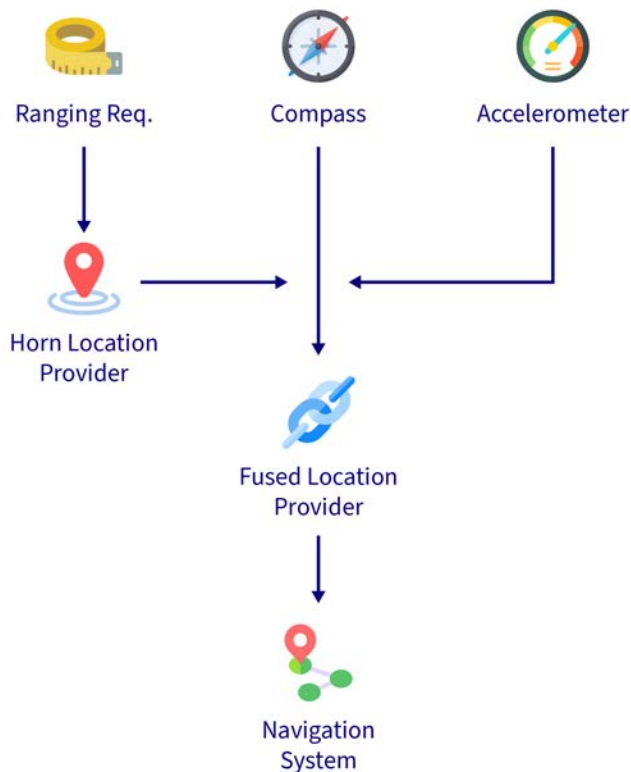 Ranging Req.
Compass
Accelerometer
Horn Location
Provider
Fused Location
Provider
Navigation
System